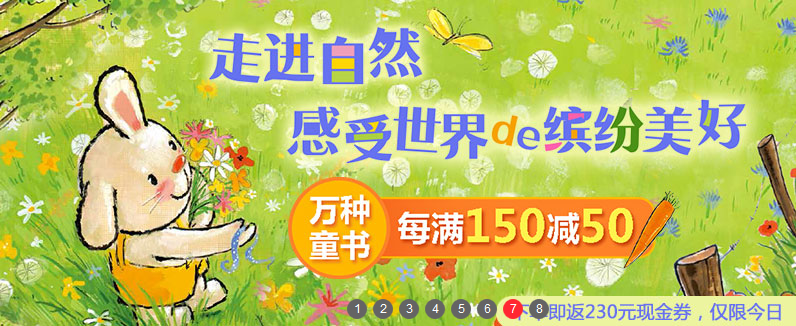 走进自然
感受世界de缤纷美好
万种
童书
每满150减50
1 2 3 4 5 6 7 8
即返230元现金券，仅限今日